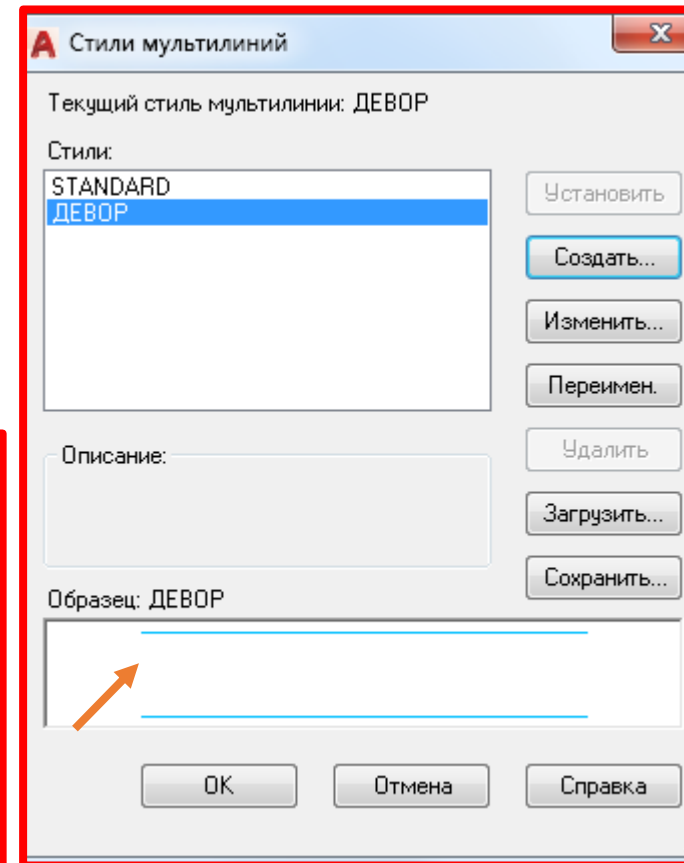 Стили мультилиний
Текущий стиль мультилинии: ДЕВОР
Стили:
STANDARD
ДЕВОР
Установить
Создать...
Изменить...
Переимен.
Удалить
Загрузить...
Сохранить...
Описание:
Образец: ДЕВОР
OK
Отмена
Справка